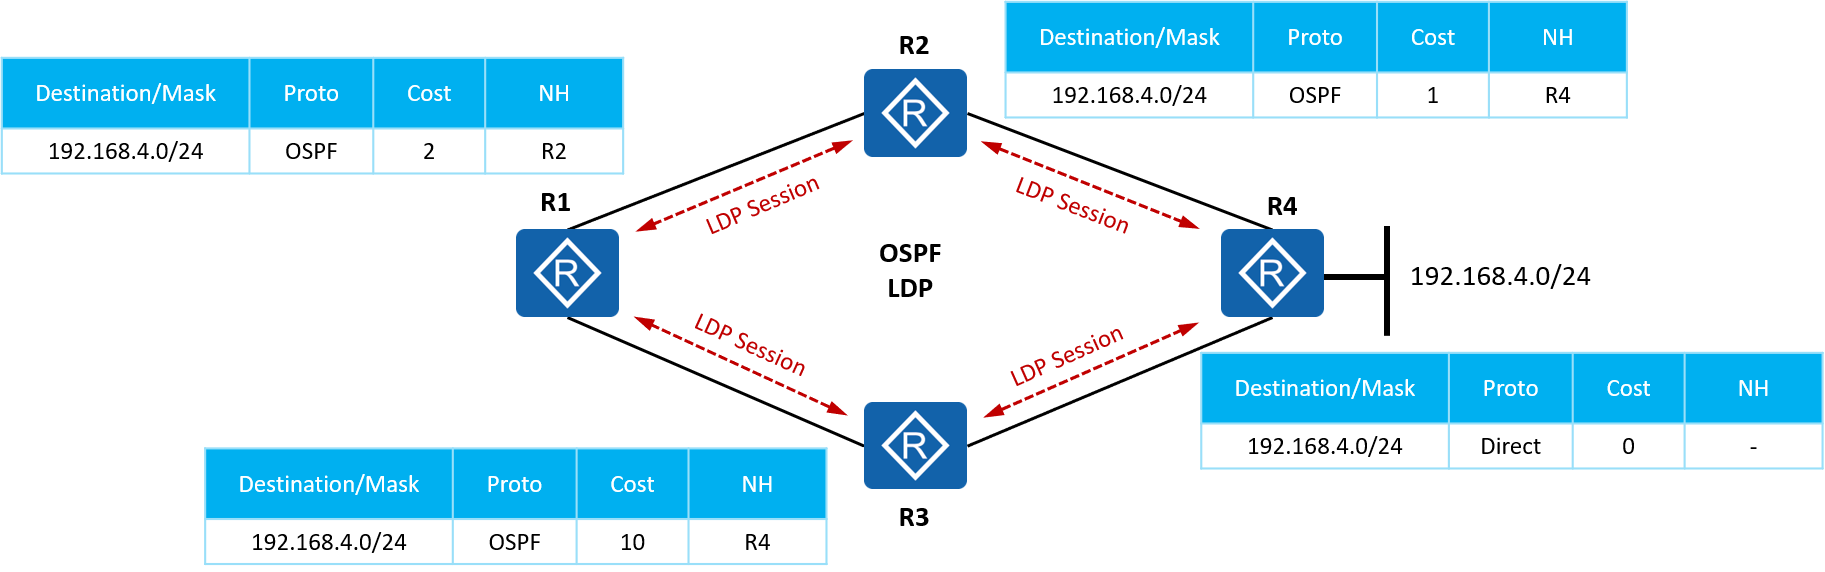 R2
Destination/Mask Proto Cost NH
192.168.4.0/24 OSPF 1 R4
Destination/Mask Proto Cost NH
192.168.4.0/24 OSPF 2 R2
R
LDP Session
LDP Session
R1
R4
R
OSPF
LDP
R
192.168.4.0/24
LDP Session
LDP Session
Destination/Mask Proto Cost NH
192.168.4.0/24 Direct 0 -
R
R3
Destination/Mask Proto Cost NH
192.168.4.0/24 OSPF 10 R4